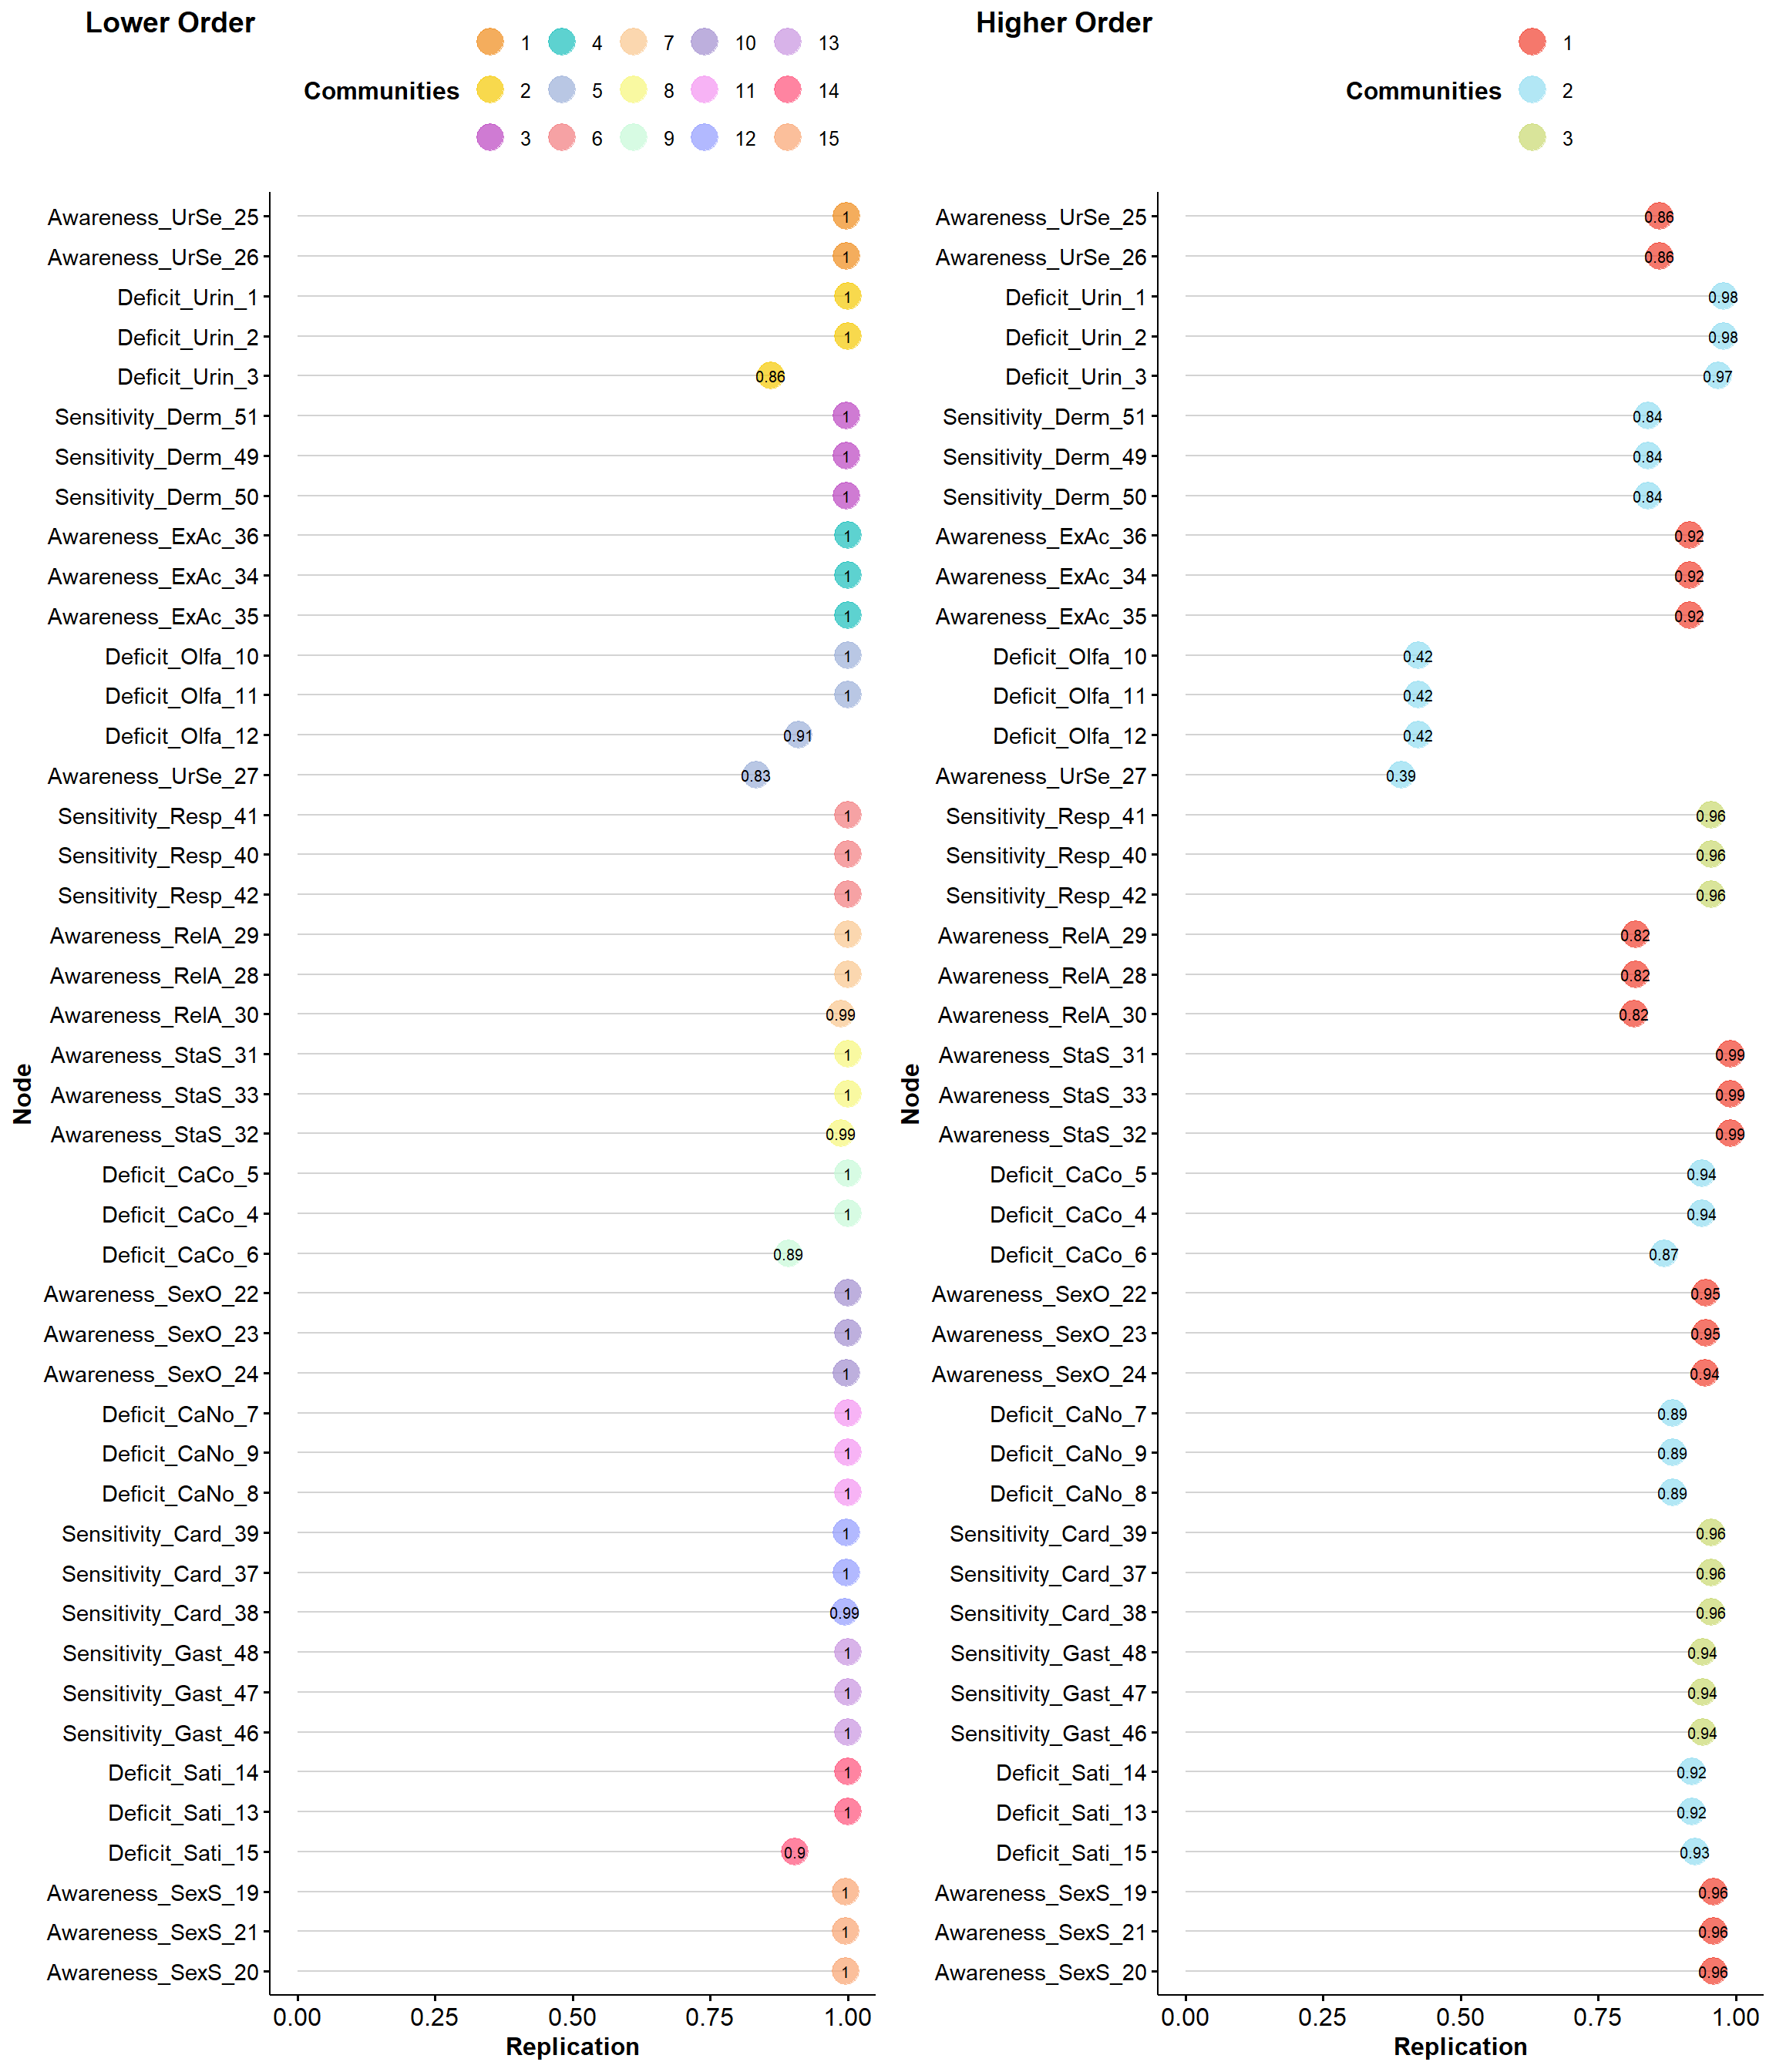 Lower Order
Communities
1 4 7 10 13
2 5 8 11 14
3 6 9 12 15
Node
Awareness_UrSe_25 1
Awareness_UrSe_26 1
Deficit_Urin_1 1
Deficit_Urin_2 1
Deficit_Urin_3 0.86
Sensitivity_Derm_51 1
Sensitivity_Derm_49 1
Sensitivity_Derm_50 1
Awareness_ExAc_36 1
Awareness_ExAc_34 1
Awareness_ExAc_35 1
Deficit_Olfa_10 1
Deficit_Olfa_11 1
Deficit_Olfa_12 0.91
Awareness_UrSe_27 0.83
Sensitivity_Resp_41 1
Sensitivity_Resp_40 1
Sensitivity_Resp_42 1
Awareness_RelA_29 1
Awareness_RelA_28 1
Awareness_RelA_30 0.99
Awareness_StaS_31 1
Awareness_StaS_33 1
Awareness_StaS_32 0.99
Deficit_CaCo_5 1
Deficit_CaCo_4 1
Deficit_CaCo_6 0.89
Awareness_SexO_22 1
Awareness_SexO_23 1
Awareness_SexO_24 1
Deficit_CaNo_7 1
Deficit_CaNo_9 1
Deficit_CaNo_8 1
Sensitivity_Card_39 1
Sensitivity_Card_37 1
Sensitivity_Card_38 0.99
Sensitivity_Gast_48 1
Sensitivity_Gast_47 1
Sensitivity_Gast_46 1
Deficit_Sati_14 1
Deficit_Sati_13 1
Deficit_Sati_15 0.9
Awareness_SexS_19 1
Awareness_SexS_21 1
Awareness_SexS_20 1
0.00 0.25 0.50 0.75 1.00
Replication
Higher Order
Communities
1
2
3
Node
Awareness_UrSe_25 0.86
Awareness_UrSe_26 0.86
Deficit_Urin_1 0.98
Deficit_Urin_2 0.98
Deficit_Urin_3 0.97
Sensitivity_Derm_51 0.84
Sensitivity_Derm_49 0.84
Sensitivity_Derm_50 0.84
Awareness_ExAc_36 0.92
Awareness_ExAc_34 0.92
Awareness_ExAc_35 0.92
Deficit_Olfa_10 0.42
Deficit_Olfa_11 0.42
Deficit_Olfa_12 0.42
Awareness_UrSe_27 0.39
Sensitivity_Resp_41 0.96
Sensitivity_Resp_40 0.96
Sensitivity_Resp_42 0.96
Awareness_RelA_29 0.82
Awareness_RelA_28 0.82
Awareness_RelA_30 0.82
Awareness_StaS_31 0.99
Awareness_StaS_33 0.99
Awareness_StaS_32 0.99
Deficit_CaCo_5 0.94
Deficit_CaCo_4 0.94
Deficit_CaCo_6 0.87
Awareness_SexO_22 0.95
Awareness_SexO_23 0.95
Awareness_SexO_24 0.94
Deficit_CaNo_7 0.89
Deficit_CaNo_9 0.89
Deficit_CaNo_8 0.89
Sensitivity_Card_39 0.96
Sensitivity_Card_37 0.96
Sensitivity_Card_38 0.96
Sensitivity_Gast_48 0.94
Sensitivity_Gast_47 0.94
Sensitivity_Gast_46 0.94
Deficit_Sati_14 0.92
Deficit_Sati_13 0.92
Deficit_Sati_15 0.93
Awareness_SexS_19 0.96
Awareness_SexS_21 0.96
Awareness_SexS_20 0.96
0.00 0.25 0.50 0.75 1.00
Replication